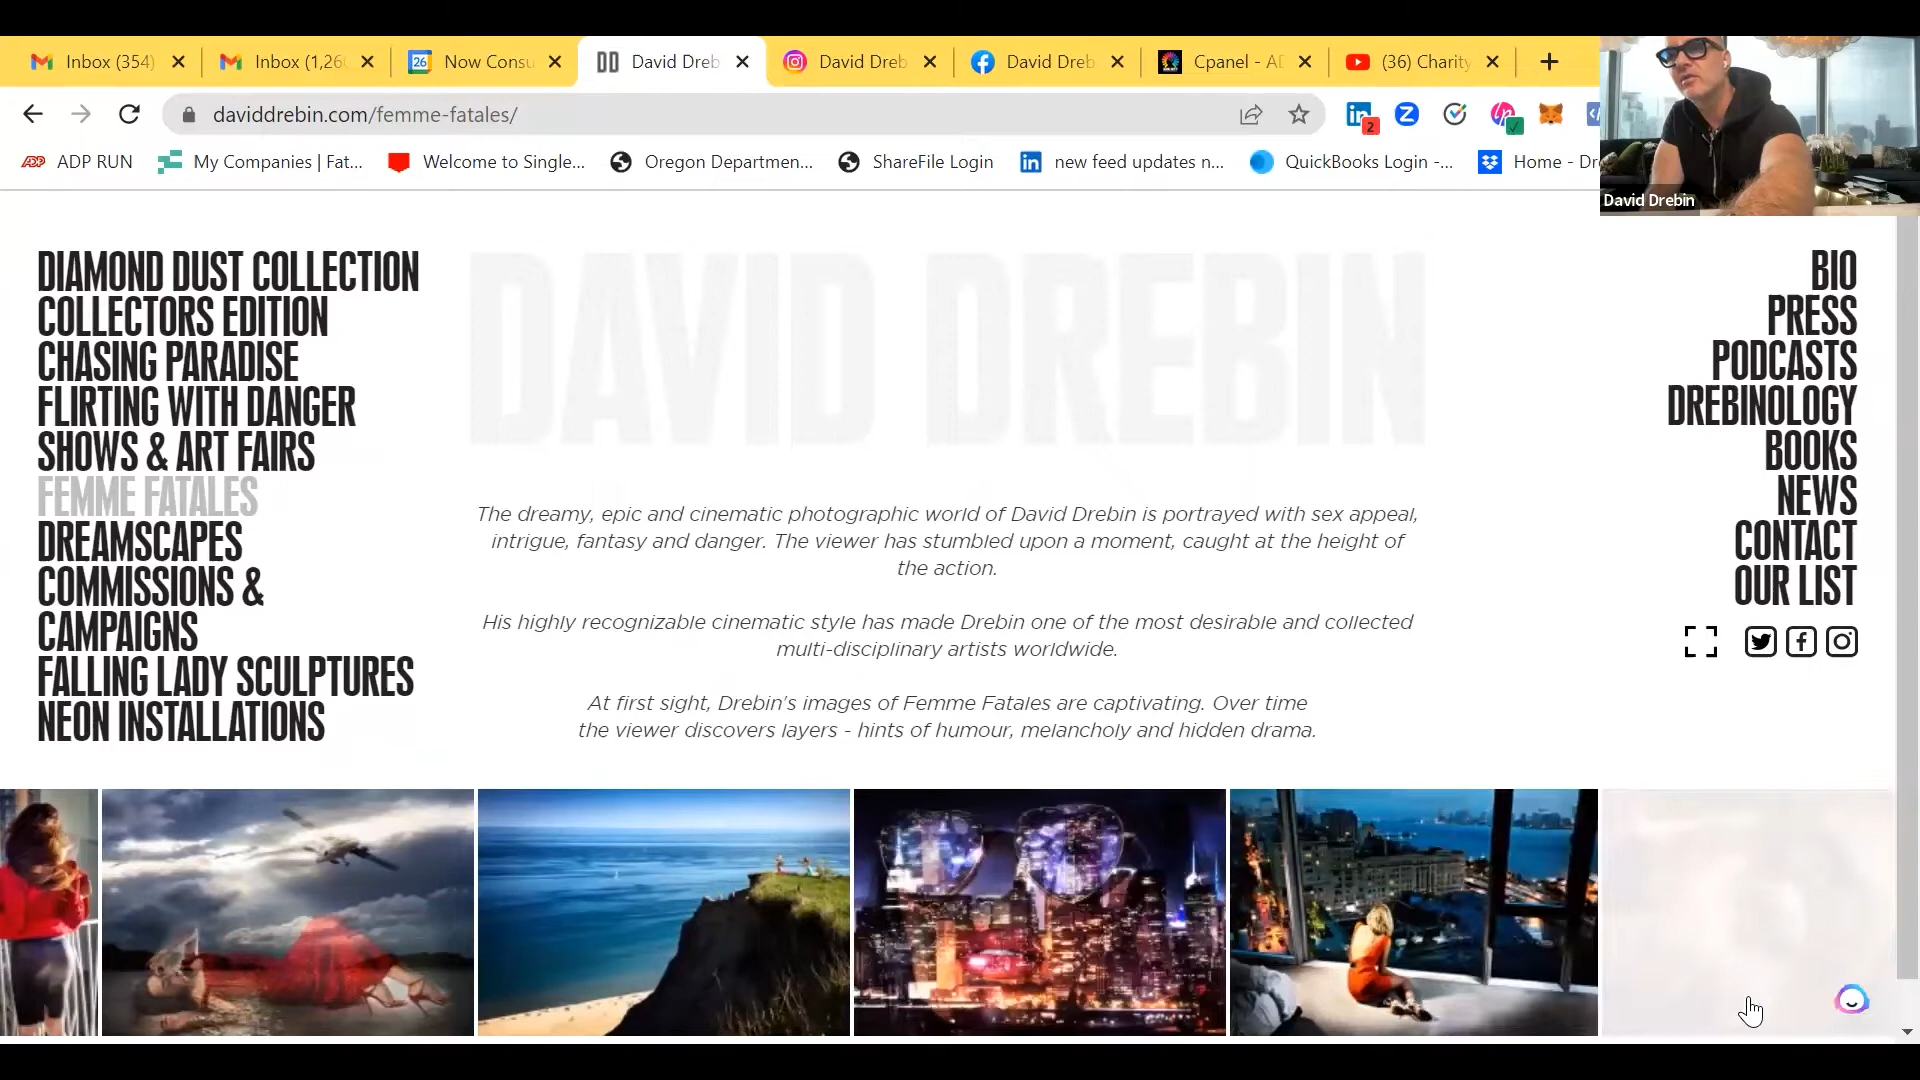 Inbox (354)
Inbox (1,26
Now Consu
David Dreb
David Dreb
David Dreb
Cpanel - AD
(36) Charity
daviddrebin.com/femme-fatales/
2
ADP RUN
My Companies | Fat...
Welcome to Single...
Oregon Departmen...
ShareFile Login
new feed updates n...
QuickBooks Login -...
Home - Dr
David Drebin
DIAMOND DUST COLLECTION
COLLECTORS EDITION
CHASING PARADISE
FLIRTING WITH DANGER
SHOWS & ART FAIRS
FEMME FATALES
DREAMSCAPES
COMMISSIONS &
CAMPAIGNS
FALLING LADY SCULPTURES
NEON INSTALLATIONS
DAVID DREBIN
The dreamy, epic and cinematic photographic world of David Drebin is portrayed with sex appeal,
intrigue, fantasy and danger. The viewer has stumbled upon a moment, caught at the height of
the action.
His highly recognizable cinematic style has made Drebin one of the most desirable and collected
multi-disciplinary artists worldwide.
At first sight, Drebin's images of Femme Fatales are captivating. Over time
the viewer discovers layers - hints of humour, melancholy and hidden drama.
BIO
PRESS
PODCASTS
DREBINOLOGY
BOOKS
NEWS
CONTACT
OUR LIST